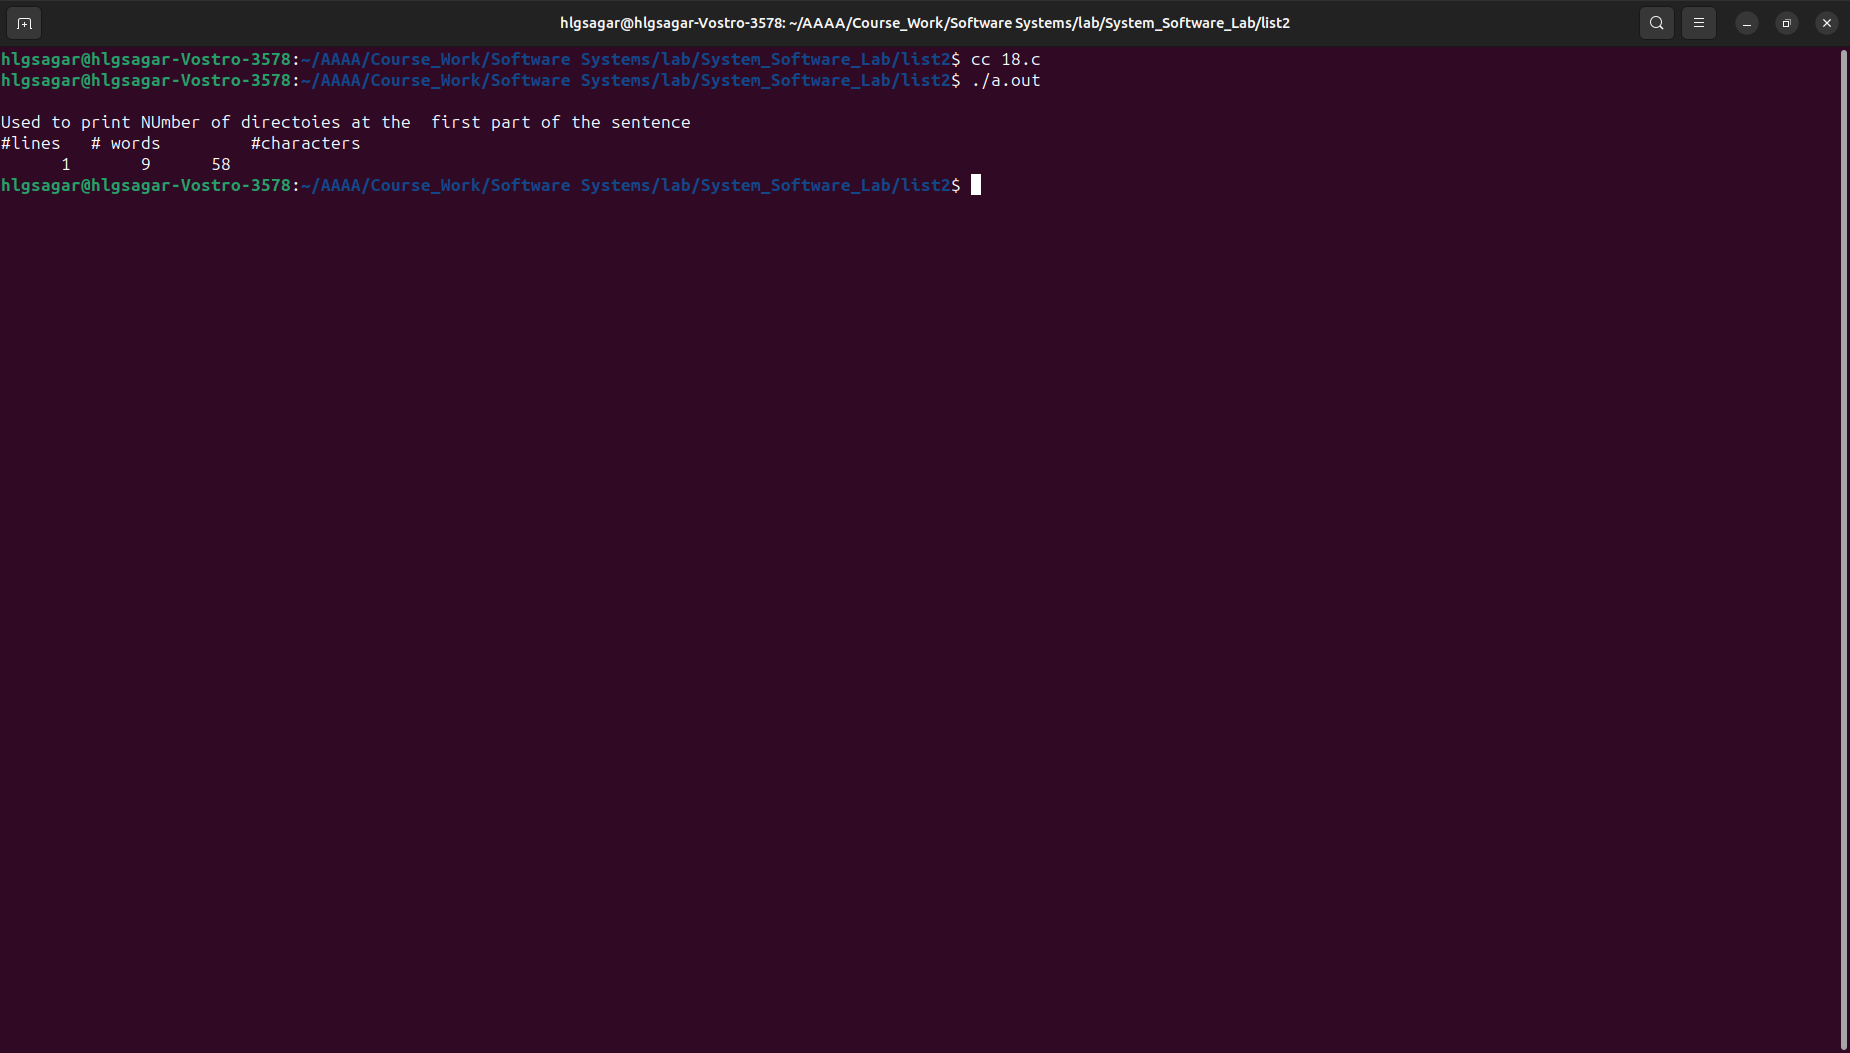 hlgsagar@hlgsagar-Vostro-3578: ~/AAAA/Course_Work/Software Systems/lab/System_Software_Lab/list2
hlgsagar@hlgsagar-Vostro-3578:~/AAAA/Course_Work/Software Systems/lab/System_Software_Lab/list2$ cc 18.c
hlgsagar@hlgsagar-Vostro-3578:~/AAAA/Course_Work/Software Systems/lab/System_Software_Lab/list2$ ./a.out
Used to print NUmber of directoies at the  first part of the sentence
#lines   # words         #characters
      1       9      58
hlgsagar@hlgsagar-Vostro-3578:~/AAAA/Course_Work/Software Systems/lab/System_Software_Lab/list2$